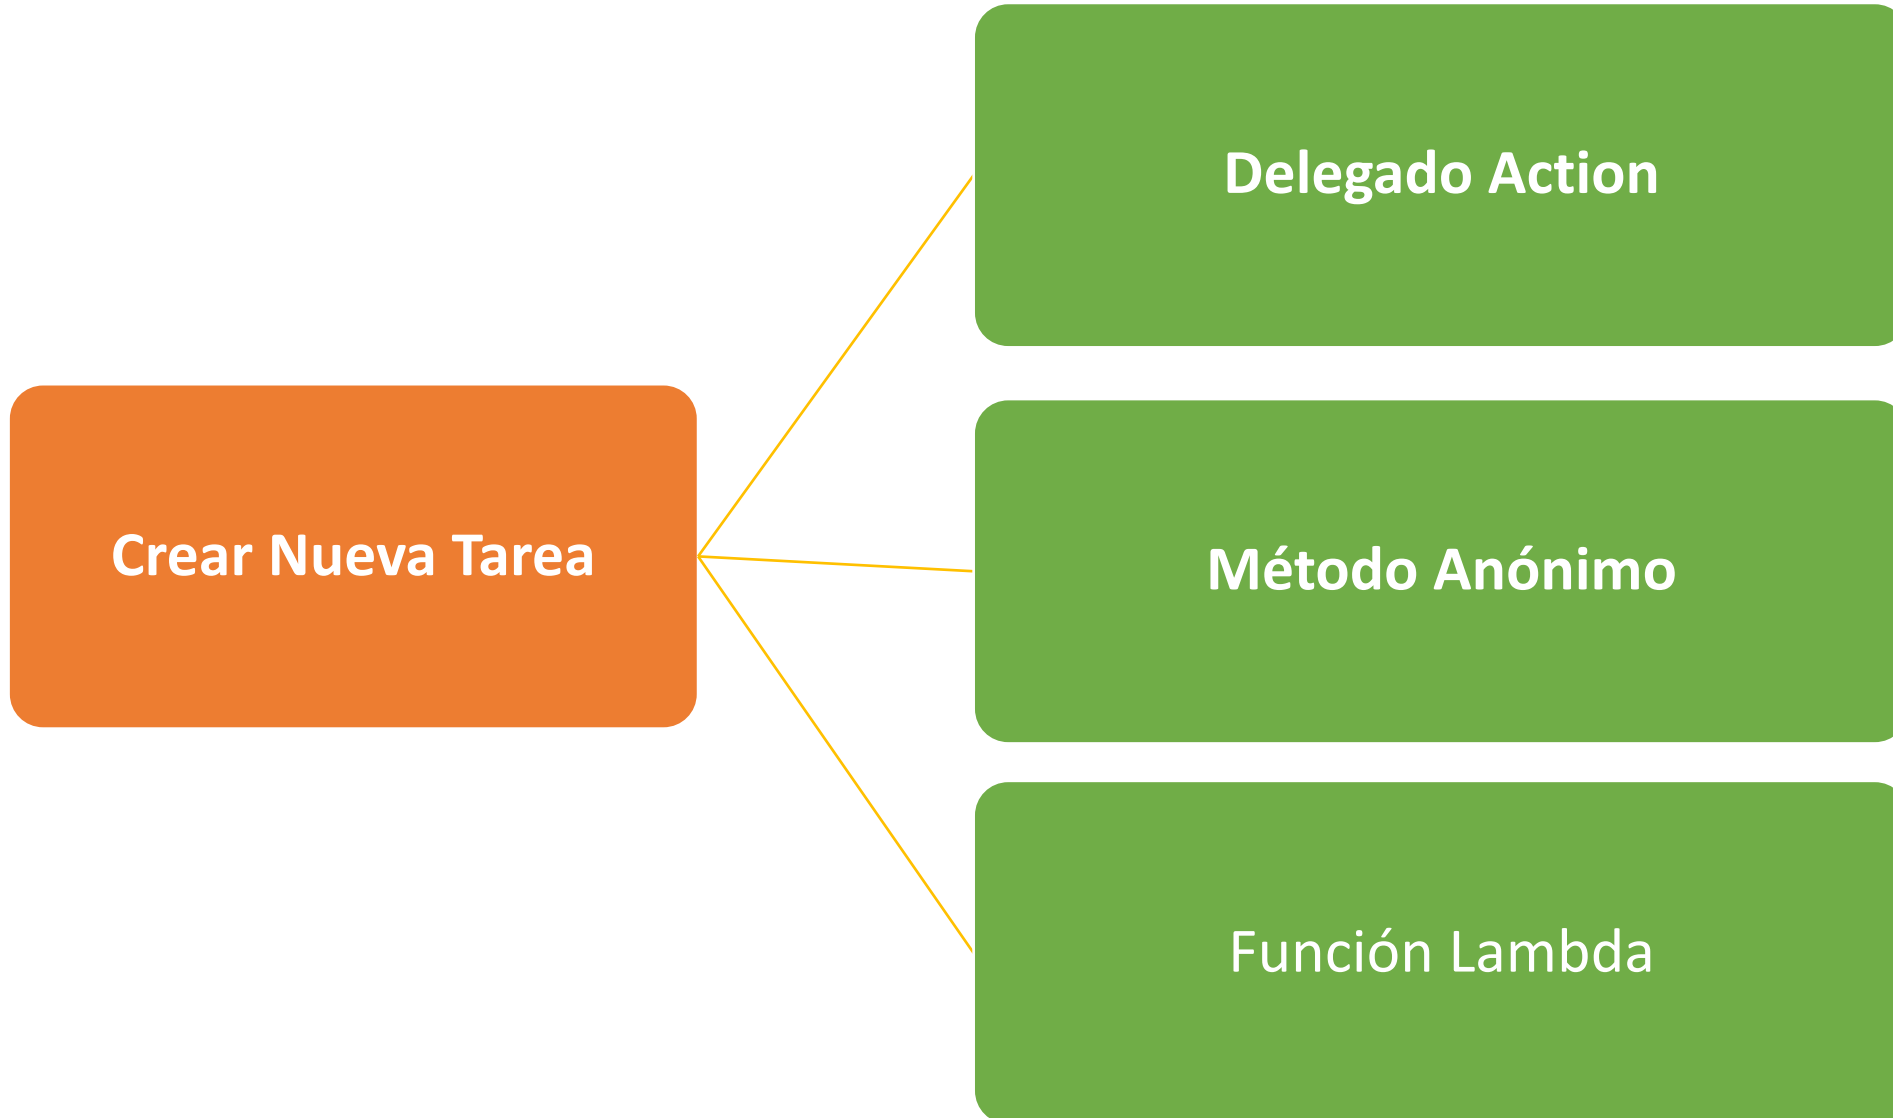 Delegado Action
Crear Nueva Tarea
Método Anónimo
Función Lambda